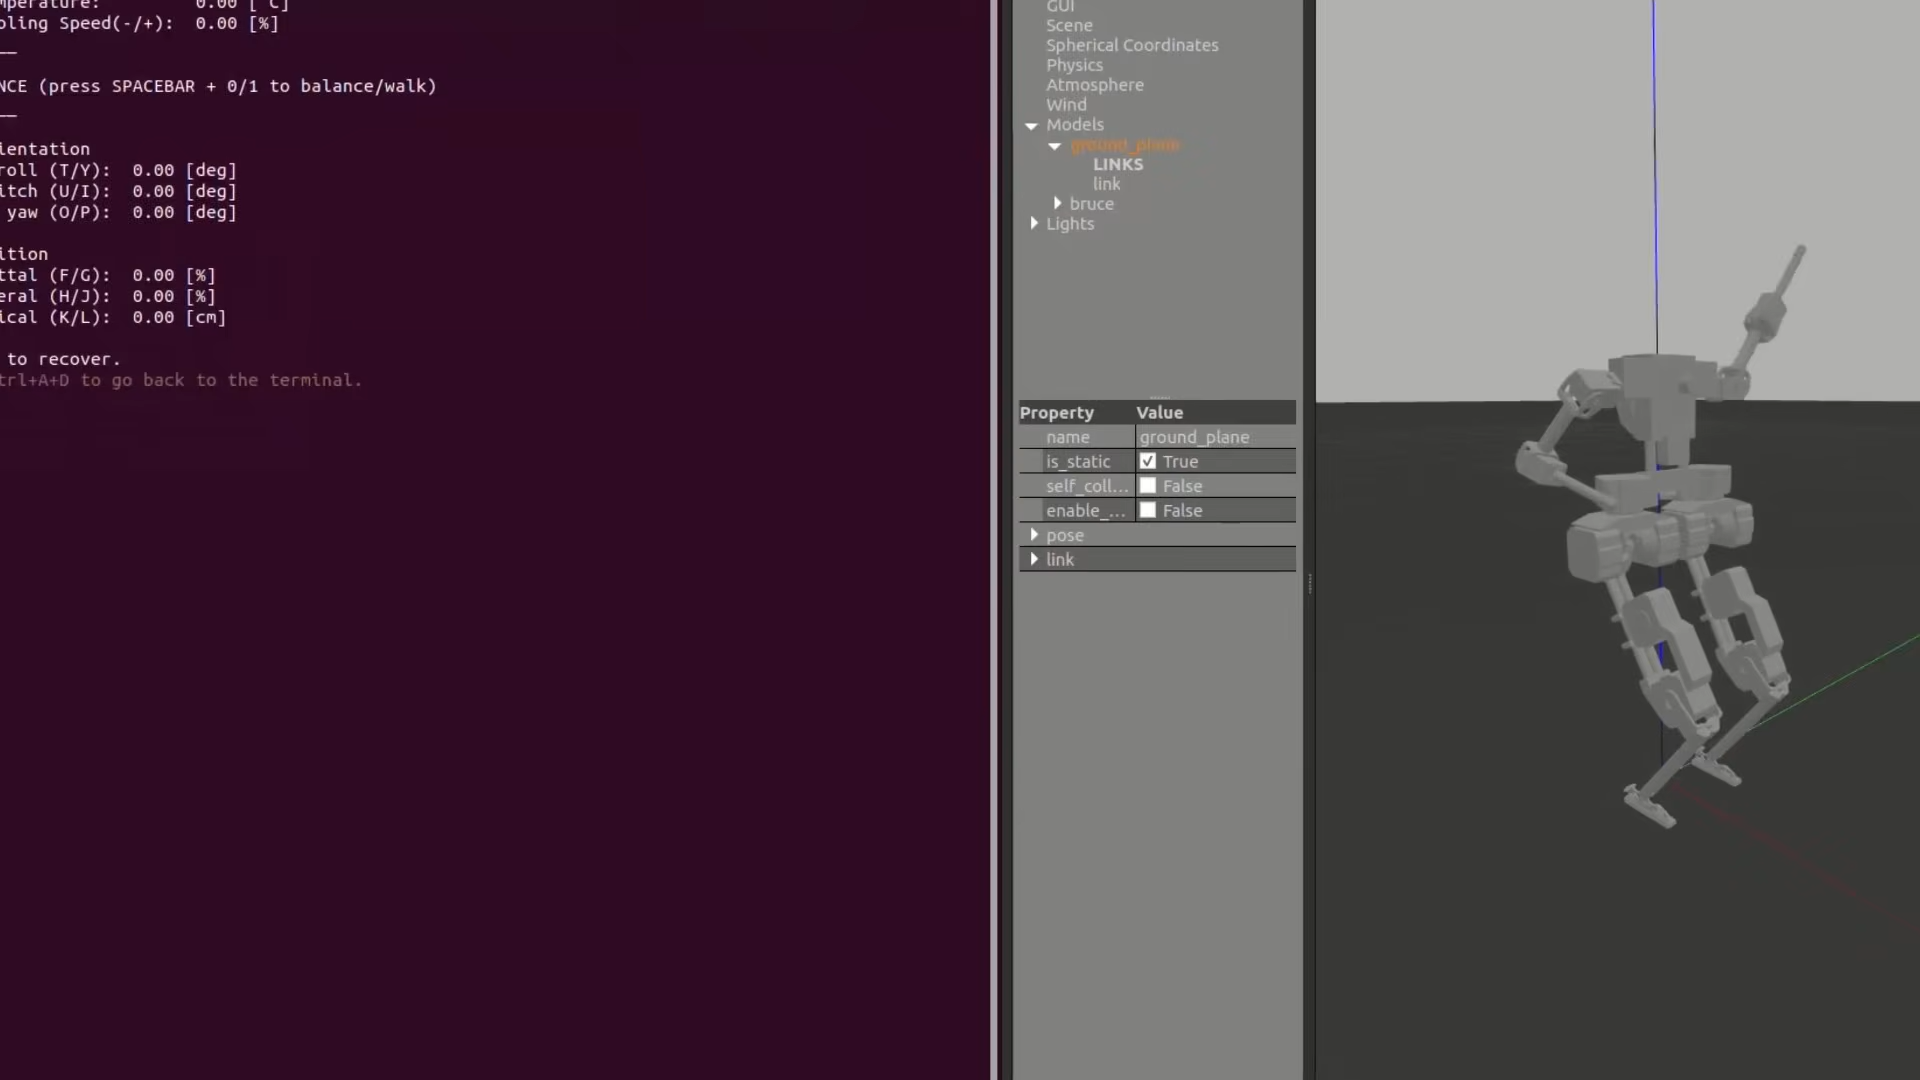 mperature: 0.00 [ C]
oling Speed(-/+): 0.00 [%]
NCE (press SPACEBAR + 0/1 to balance/walk)
ientation
roll (T/Y): 0.00 [deg]
itch (U/I): 0.00 [deg]
yaw (O/P): 0.00 [deg]
ition
ttal (F/G): 0.00 [%]
eral (H/J): 0.00 [%]
ical (K/L): 0.00 [cm]
to recover.
trl+A+D to go back to the terminal.
GUI
Scene
Spherical Coordinates
Physics
Atmosphere
Wind
Models
ground_plane
LINKS
link
bruce
Lights
Property Value
name ground_plane
is_static True
self_coll... False
enable_... False
pose
link